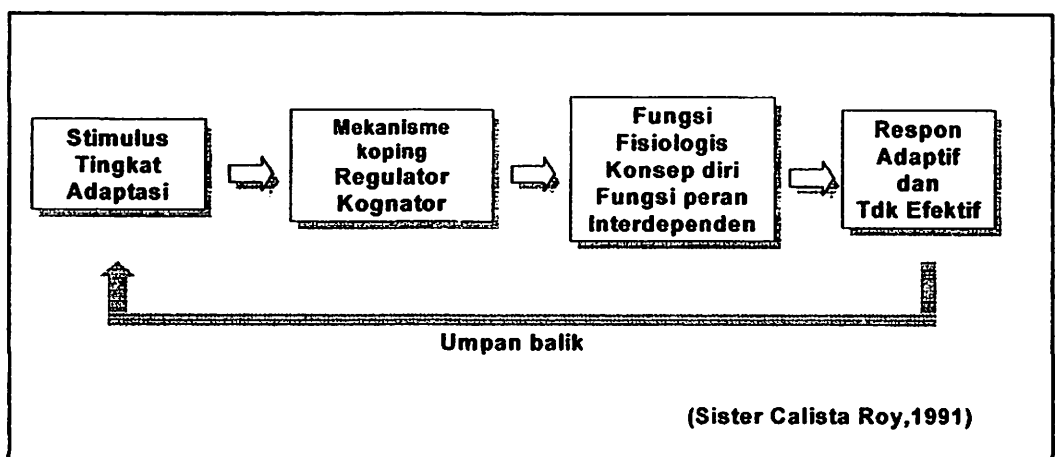 Stimulus
Tingkat
Adaptasi
Mekanisme
koping
Regulator
Kognator
Fungsi
Fisiologis
Konsep diri
Fungsi peran
Interdependen
Respon
Adaptif
dan
Tdk Efektif
Umpan balik
(Sister Calista Roy,1991)